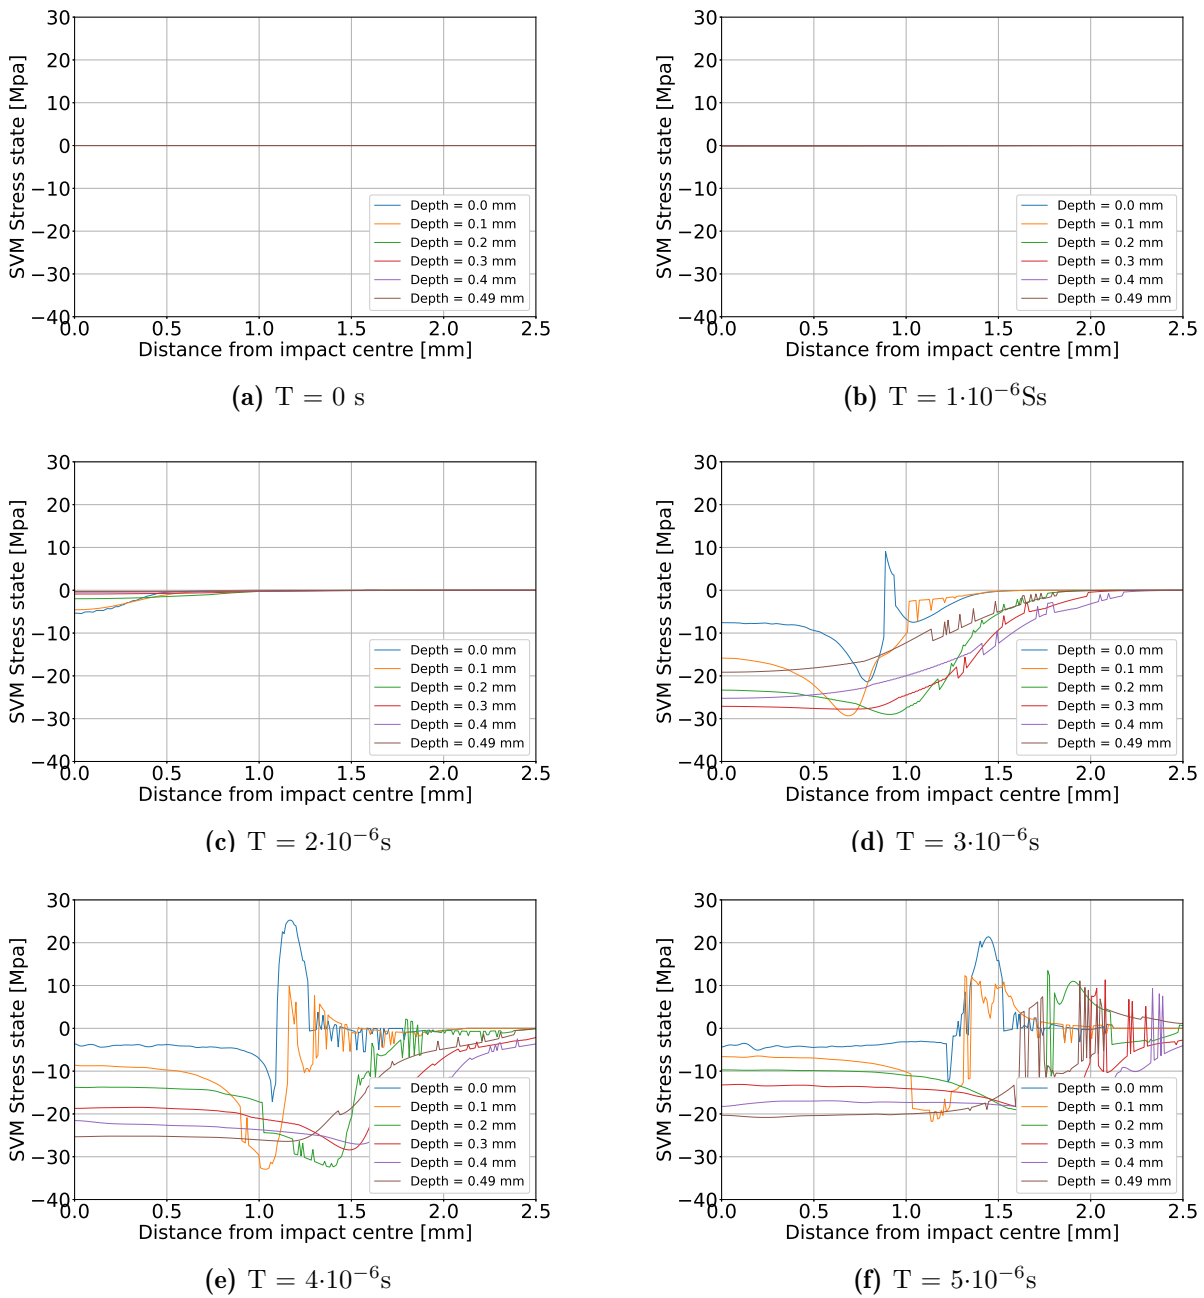 30
20
10
0
−10
−20
−30
−40
SVM Stress state [Mpa]
Depth = 0.0 mm
Depth = 0.1 mm
Depth = 0.2 mm
Depth = 0.3 mm
Depth = 0.4 mm
Depth = 0.49 mm
0.0 0.5 1.0 1.5 2.0 2.5
Distance from impact centre [mm]
(a) T = 0 s
30
20
10
0
−10
−20
−30
−40
SVM Stress state [Mpa]
Depth = 0.0 mm
Depth = 0.1 mm
Depth = 0.2 mm
Depth = 0.3 mm
Depth = 0.4 mm
Depth = 0.49 mm
0.0 0.5 1.0 1.5 2.0 2.5
Distance from impact centre [mm]
(b) T = 1·10⁻⁶Ss
30
20
10
0
−10
−20
−30
−40
SVM Stress state [Mpa]
Depth = 0.0 mm
Depth = 0.1 mm
Depth = 0.2 mm
Depth = 0.3 mm
Depth = 0.4 mm
Depth = 0.49 mm
0.0 0.5 1.0 1.5 2.0 2.5
Distance from impact centre [mm]
(c) T = 2·10⁻⁶s
30
20
10
0
−10
−20
−30
−40
SVM Stress state [Mpa]
Depth = 0.0 mm
Depth = 0.1 mm
Depth = 0.2 mm
Depth = 0.3 mm
Depth = 0.4 mm
Depth = 0.49 mm
0.0 0.5 1.0 1.5 2.0 2.5
Distance from impact centre [mm]
(d) T = 3·10⁻⁶s
30
20
10
0
−10
−20
−30
−40
SVM Stress state [Mpa]
Depth = 0.0 mm
Depth = 0.1 mm
Depth = 0.2 mm
Depth = 0.3 mm
Depth = 0.4 mm
Depth = 0.49 mm
0.0 0.5 1.0 1.5 2.0 2.5
Distance from impact centre [mm]
(e) T = 4·10⁻⁶s
30
20
10
0
−10
−20
−30
−40
SVM Stress state [Mpa]
Depth = 0.0 mm
Depth = 0.1 mm
Depth = 0.2 mm
Depth = 0.3 mm
Depth = 0.4 mm
Depth = 0.49 mm
0.0 0.5 1.0 1.5 2.0 2.5
Distance from impact centre [mm]
(f) T = 5·10⁻⁶s